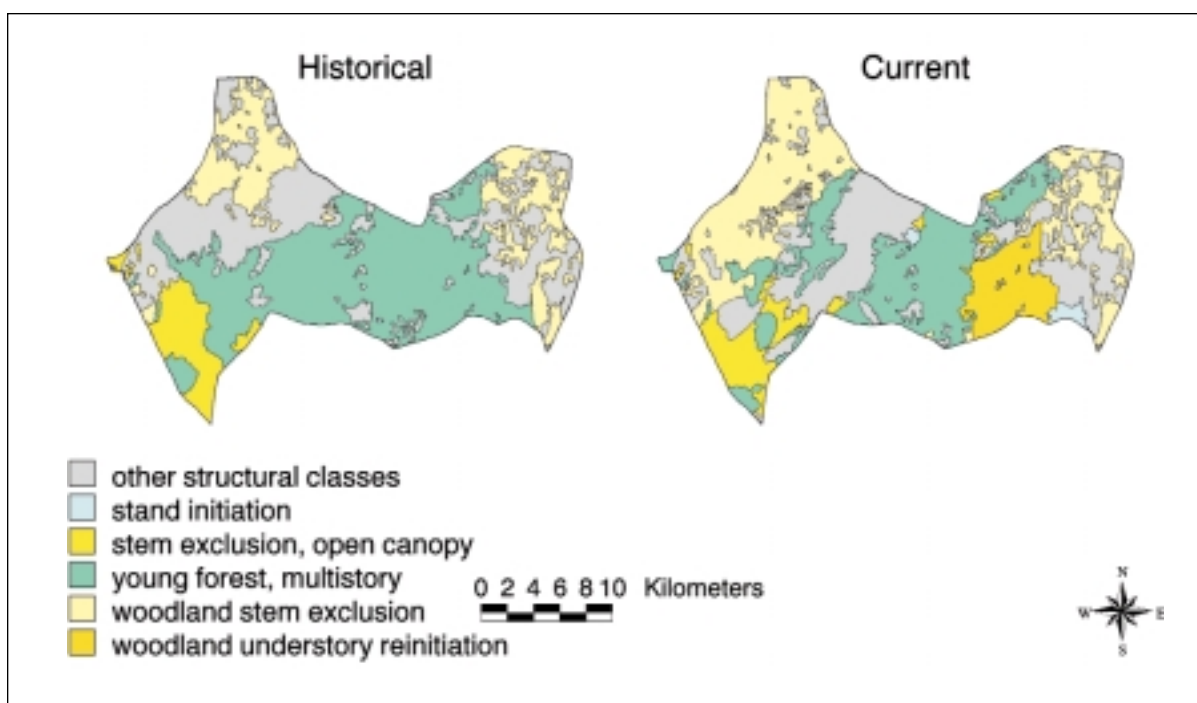 Historical
Current
other structural classes
stand initiation
stem exclusion, open canopy
young forest, multistory
woodland stem exclusion
woodland understory reinitiation
0 2 4 6 8 10 Kilometers
N
W E
S